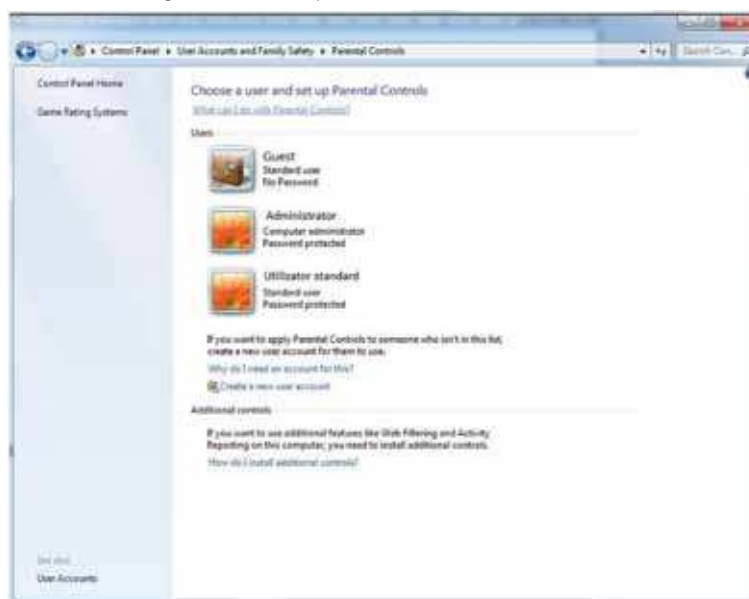 Control Panel ▸ User Accounts and Family Safety ▸ Parental Controls
Control Panel Home
Game Rating Systems
Choose a user and set up Parental Controls
What can I do with Parental Controls?
Users
Guest
Standard user
No Password
Administrator
Computer administrator
Password protected
Utilizator standard
Standard user
Password protected
If you want to apply Parental Controls to someone who isn't in this list,
create a new user account for them to use.
Why do I need an account for this?
Create a new user account
Additional controls
If you want to use additional features like Web Filtering and Activity
Reporting on this computer, you need to install additional controls.
How do I install additional controls?
See also
User Accounts